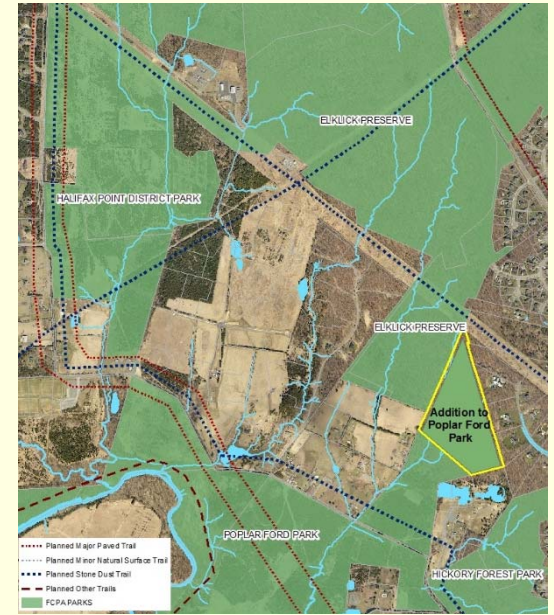 ELKLICK PRESERVE
HALIFAX POINT DISTRICT PARK
ELKLICK PRESERVE
Addition to
Poplar Ford
Park
POPLAR FORD PARK
HICKORY FOREST PARK
Planned Major Paved Trail
Planned Minor Natural Surface Trail
Planned Stone Dust Trail
Planned Other Trails
FCPA PARKS